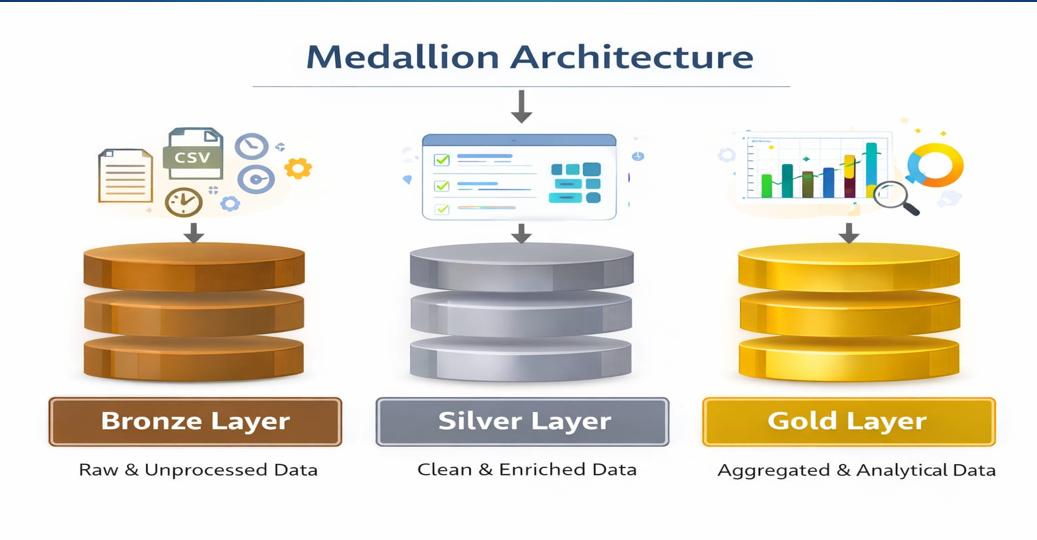 Medallion Architecture
CSV
Bronze Layer
Silver Layer
Gold Layer
Raw & Unprocessed Data
Clean & Enriched Data
Aggregated & Analytical Data